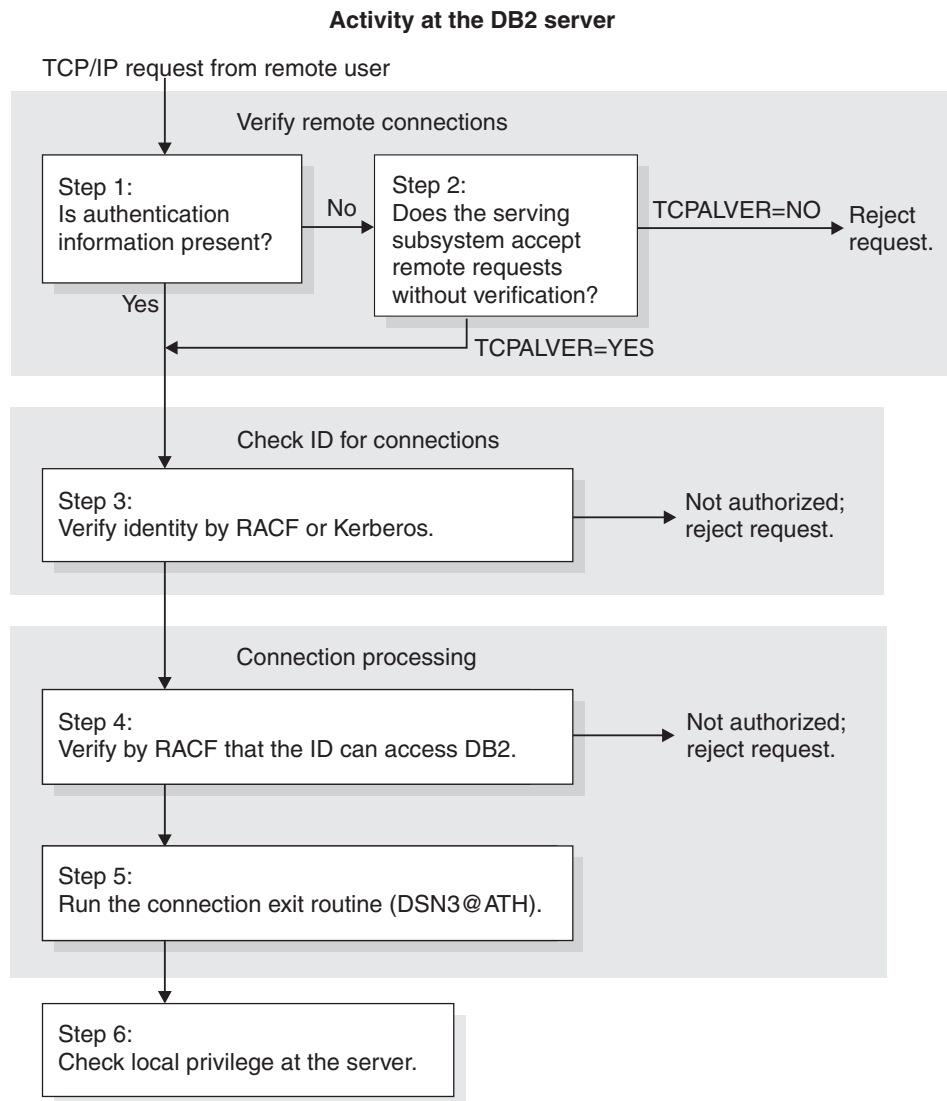 Activity at the DB2 server
TCP/IP request from remote user
Verify remote connections
Step 1:
Is authentication
information present?
No
Step 2:
Does the serving
subsystem accept
remote requests
without verification?
TCPALVER=NO
Reject
request.
Yes
TCPALVER=YES
Check ID for connections
Step 3:
Verify identity by RACF or Kerberos.
Not authorized;
reject request.
Connection processing
Step 4:
Verify by RACF that the ID can access DB2.
Not authorized;
reject request.
Step 5:
Run the connection exit routine (DSN3@ATH).
Step 6:
Check local privilege at the server.